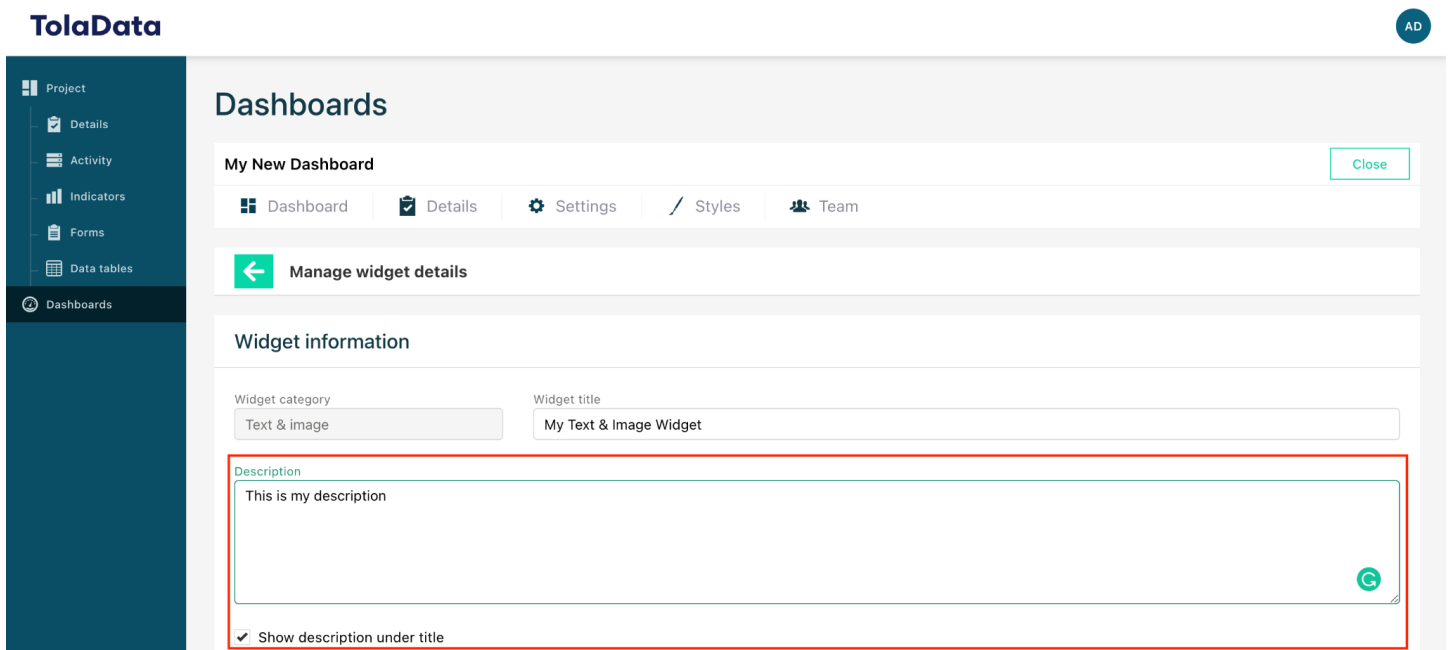 TolaData
AD
Project
Details
Activity
Indicators
Forms
Data tables
Dashboards
Dashboards
My New Dashboard
Close
Dashboard
Details
Settings
Styles
Team
Manage widget details
Widget information
Widget category
Widget title
Text & image
My Text & Image Widget
Description
This is my description
Show description under title